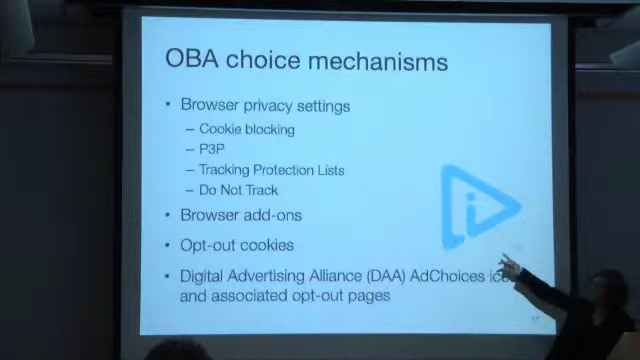 OBA choice mechanisms
• Browser privacy settings
– Cookie blocking
– P3P
– Tracking Protection Lists
– Do Not Track
• Browser add-ons
• Opt-out cookies
• Digital Advertising Alliance (DAA) AdChoices
and associated opt-out pages